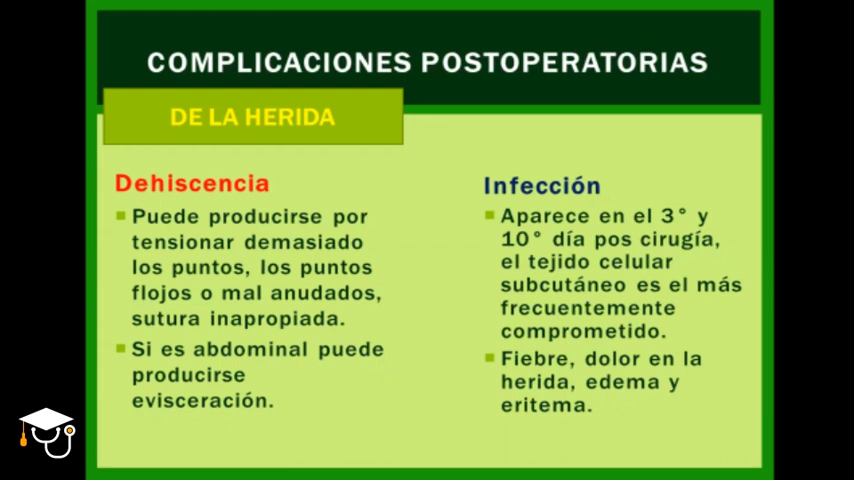 COMPLICACIONES POSTOPERATORIAS
DE LA HERIDA
Dehiscencia
Puede producirse por
tensionar demasiado
los puntos, los puntos
flojos o mal anudados,
sutura inapropiada.
Si es abdominal puede
producirse
evisceración.
Infección
Aparece en el 3° y
10° día pos cirugía,
el tejido celular
subcutáneo es el más
frecuentemente
comprometido.
Fiebre, dolor en la
herida, edema y
eritema.